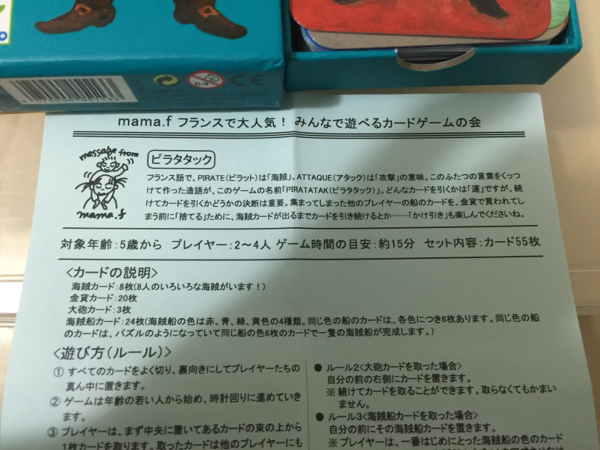 mama.f フランスで大人気! みんなで遊べるカードゲームの会
message from
mama.f
ピラタタック
フランス語で、PIRATE(ピラット)は「海賊」、ATTAQUE(アタック)は「攻撃」の意味。このふたつの言葉をくっつ
けて作った造語が、このゲームの名前「PIRATATAK(ピラタタック)」。どんなカードを引くかは「運」ですが、続
けてカードを引くかどうかの決断は重要。集まってしまった他のプレイヤーの船のカードを、金貨で買われてし
まう前に「捨てる」ために、海賊カードが出るまでカードを引き続けるとか……「かけ引き」も楽しんでくださいね。
対象年齢:5歳から プレイヤー:2~4人 ゲーム時間の目安:約15分 セット内容:カード55枚
<カードの説明>
海賊カード:8枚(8人のいろいろな海賊がいます!)
金貨カード:20枚
大砲カード:3枚
海賊船カード:24枚(海賊船の色は赤、青、緑、黄色の4種類。同じ色の船のカードは、各色につき6枚あります。同じ色の船
のカードは、パズルのようになっていて同じ船の色6枚のカードで一隻の海賊船が完成します。)
<遊び方(ルール)>
① すべてのカードをよく切り、裏向きにしてプレイヤーたちの
真ん中に置きます。
② ゲームは年齢の若い人から始め、時計回りに進めていき
ます。
③ プレイヤーは、まず中央に置いてあるカードの束の上から
1枚カードを取ります。取ったカードは他のプレイヤーにも
● ルール2<大砲カードを取った場合>
自分の前の右側にカードを置きます。
※ 続けてカードを取ることができます。取らなくてもかまい
ません。
● ルール3<海賊船カードを取った場合>
自分の前にその海賊船カードを置きます。
※プレイヤーは、一番はじめにとった海賊船の色のカード